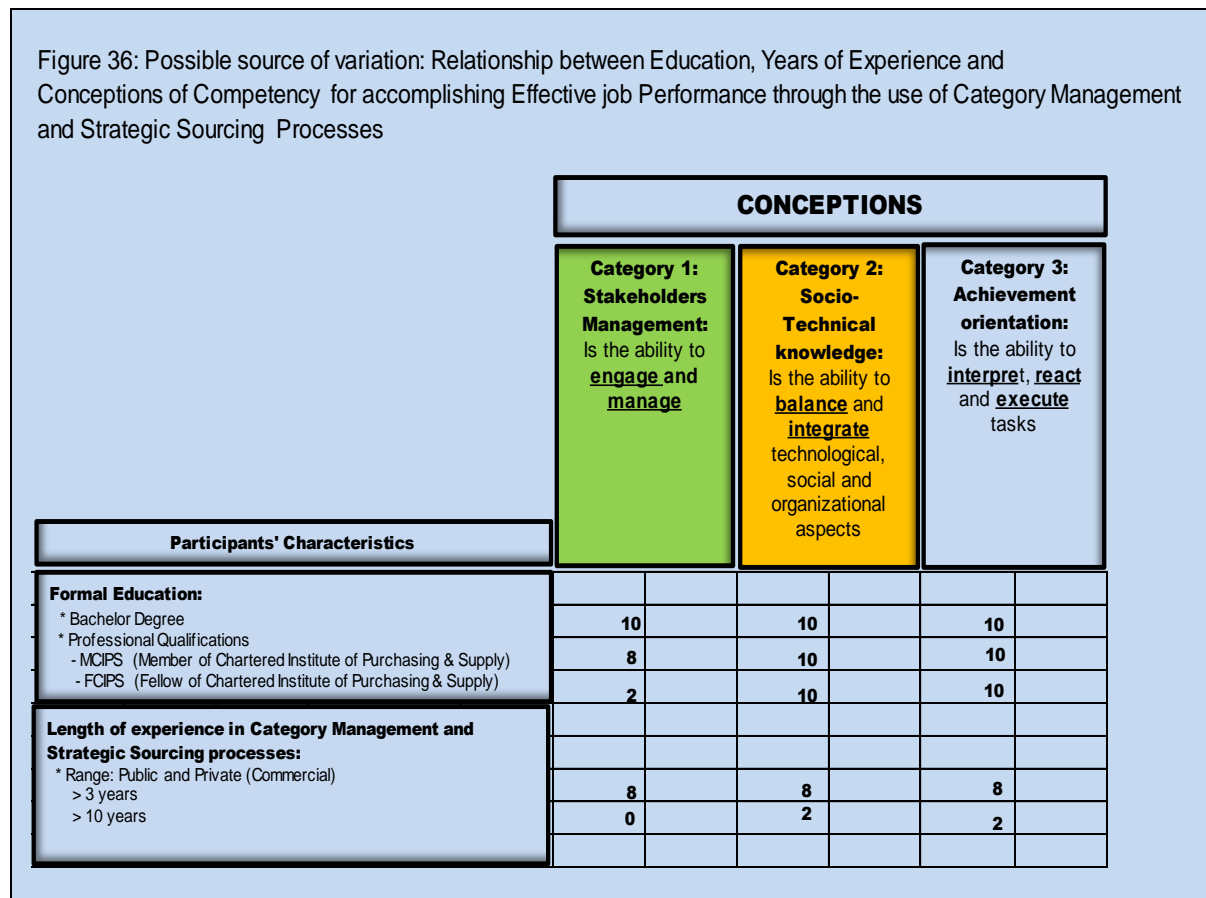 Figure 36: Possible source of variation: Relationship between Education, Years of Experience and
Conceptions of Competency for accomplishing Effective job Performance through the use of Category Management
and Strategic Sourcing Processes
CONCEPTIONS
Category 1:
Stakeholders
Management:
Is the ability to
engage and
manage
Category 2:
Socio-
Technical
knowledge:
Is the ability to
balance and
integrate
technological,
social and
organizational
aspects
Category 3:
Achievement
orientation:
Is the ability to
interpret, react
and execute
tasks
Participants' Characteristics
Formal Education:
* Bachelor Degree 10 10 10
* Professional Qualifications
- MCIPS (Member of Chartered Institute of Purchasing & Supply) 8 10 10
- FCIPS (Fellow of Chartered Institute of Purchasing & Supply) 2 10 10
Length of experience in Category Management and
Strategic Sourcing processes:
* Range: Public and Private (Commercial)
> 3 years 8 8 8
> 10 years 0 2 2